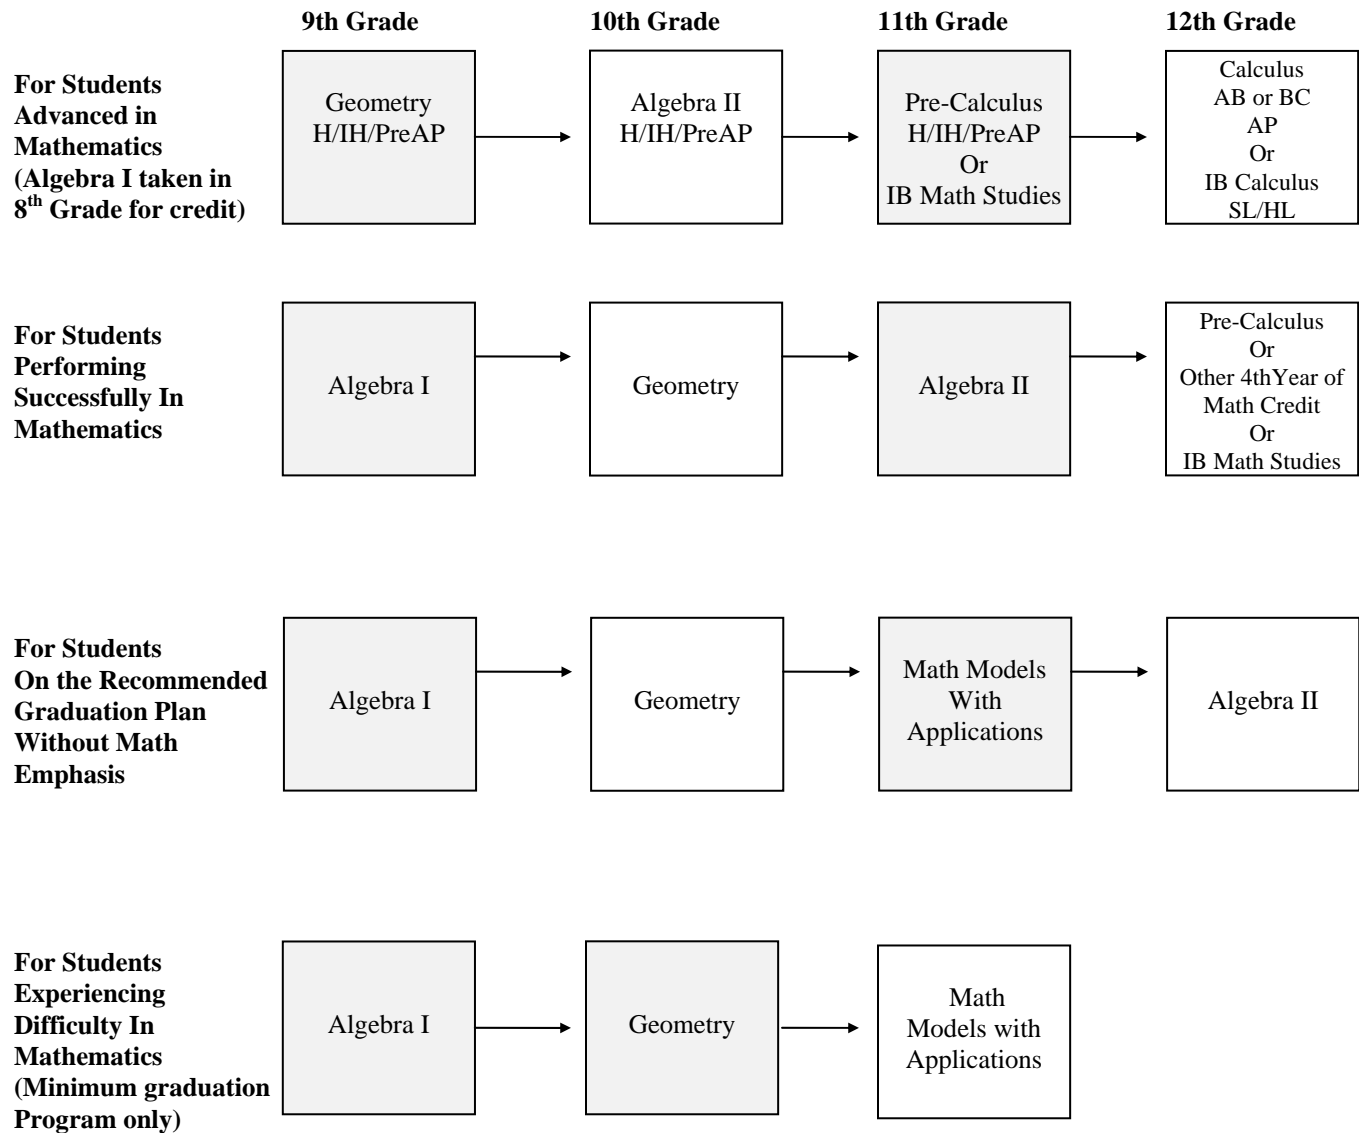 9th Grade
10th Grade
11th Grade
12th Grade
For Students
Advanced in
Mathematics
(Algebra I taken in
8th Grade for credit)
Geometry
H/IH/PreAP
Algebra II
H/IH/PreAP
Pre-Calculus
H/IH/PreAP
Or
IB Math Studies
Calculus
AB or BC
AP
Or
IB Calculus
SL/HL
For Students
Performing
Successfully In
Mathematics
Algebra I
Geometry
Algebra II
Pre-Calculus
Or
Other 4thYear of
Math Credit
Or
IB Math Studies
For Students
On the Recommended
Graduation Plan
Without Math
Emphasis
Algebra I
Geometry
Math Models
With
Applications
Algebra II
For Students
Experiencing
Difficulty In
Mathematics
(Minimum graduation
Program only)
Algebra I
Geometry
Math
Models with
Applications